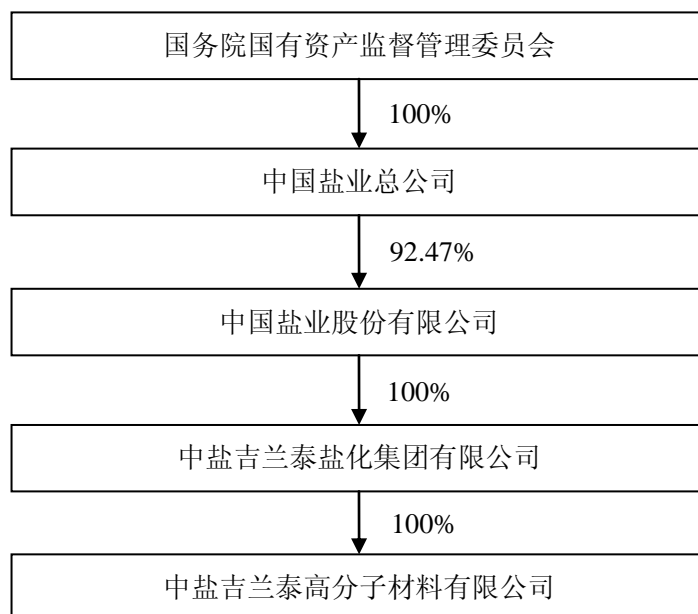 国务院国有资产监督管理委员会
100%
中国盐业总公司
92.47%
中国盐业股份有限公司
100%
中盐吉兰泰盐化集团有限公司
100%
中盐吉兰泰高分子材料有限公司